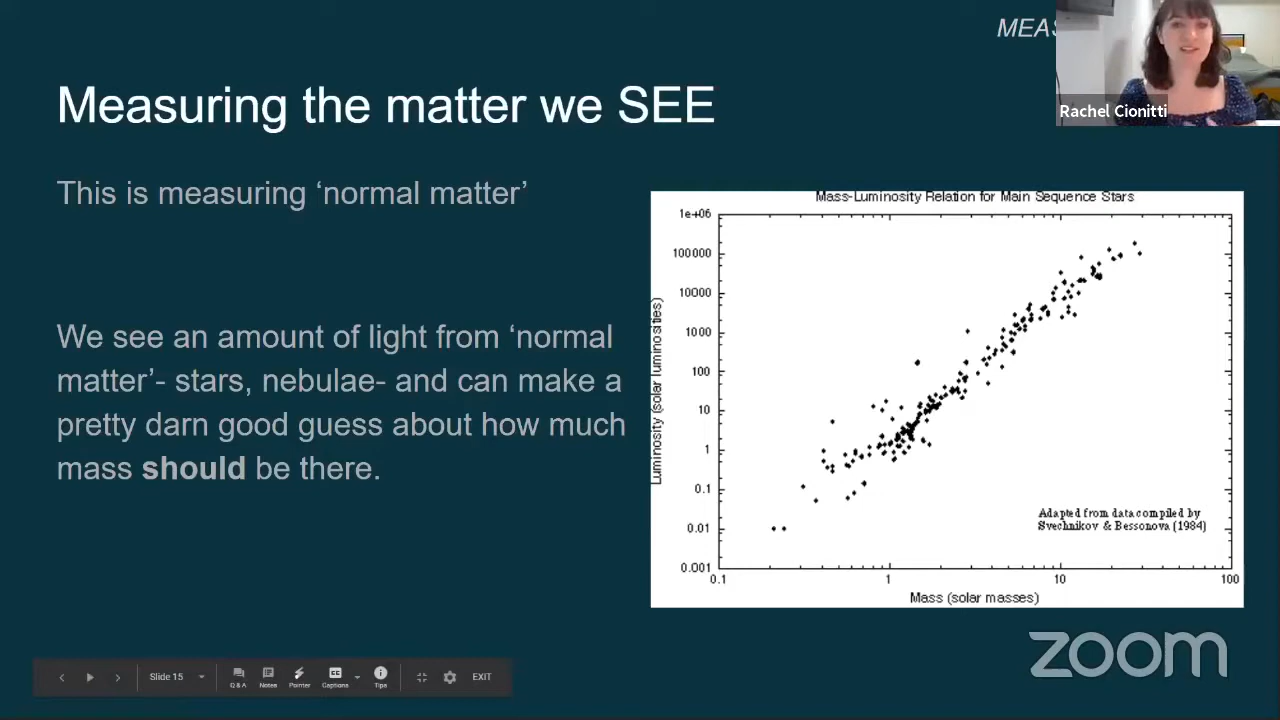 MEAS
Rachel Cionitti
Measuring the matter we SEE
This is measuring ‘normal matter’
We see an amount of light from ‘normal
matter’- stars, nebulae- and can make a
pretty darn good guess about how much
mass should be there.
Mass-Luminosity Relation for Main Sequence Stars
Luminosity (solar luminosities)
1e+06
100000
10000
1000
100
10
1
0.1
0.01
0.001
Adapted from data compiled by
Svechnikov & Bessonova (1984)
0.1 1 10 100
Mass (solar masses)
zoom
Slide 15 Q & A Notes Pointer Captions Tips EXIT